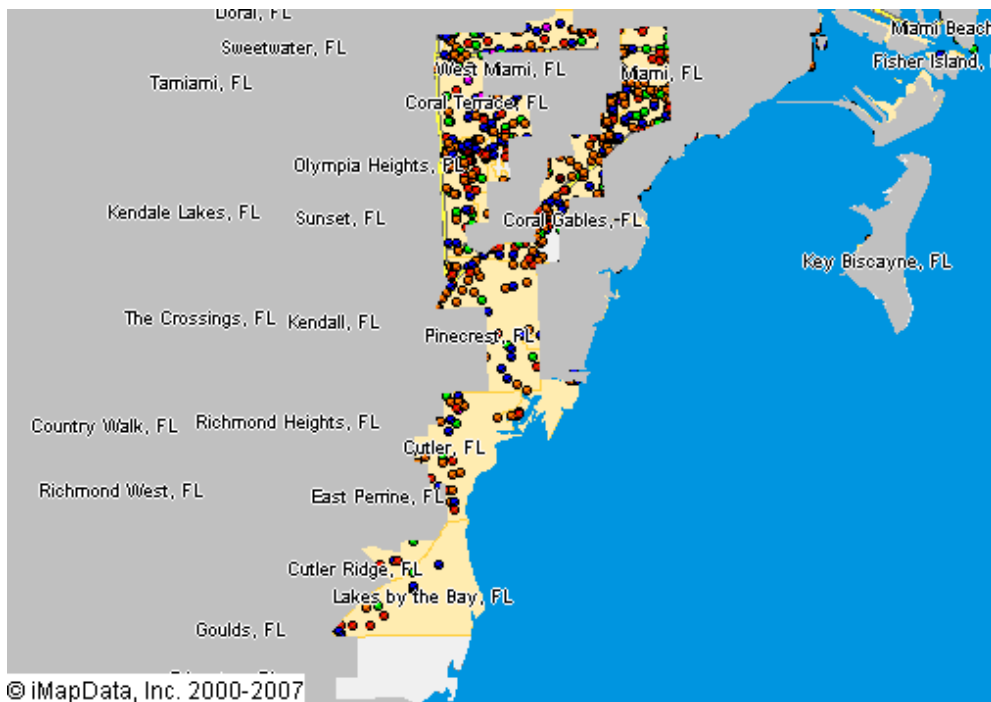 Doral, FL
Miami Beach
Sweetwater, FL
Fisher Island,
West Miami, FL
Miami, FL
Tamiami, FL
Coral Terrace, FL
Olympia Heights, FL
Kendale Lakes, FL
Sunset, FL
Coral Gables, FL
Key Biscayne, FL
The Crossings, FL
Kendall, FL
Pinecrest, FL
Country Walk, FL
Richmond Heights, FL
Cutler, FL
Richmond West, FL
East Perrine, FL
Cutler Ridge, FL
Lakes by the Bay, FL
Goulds, FL
© iMapData, Inc. 2000-2007